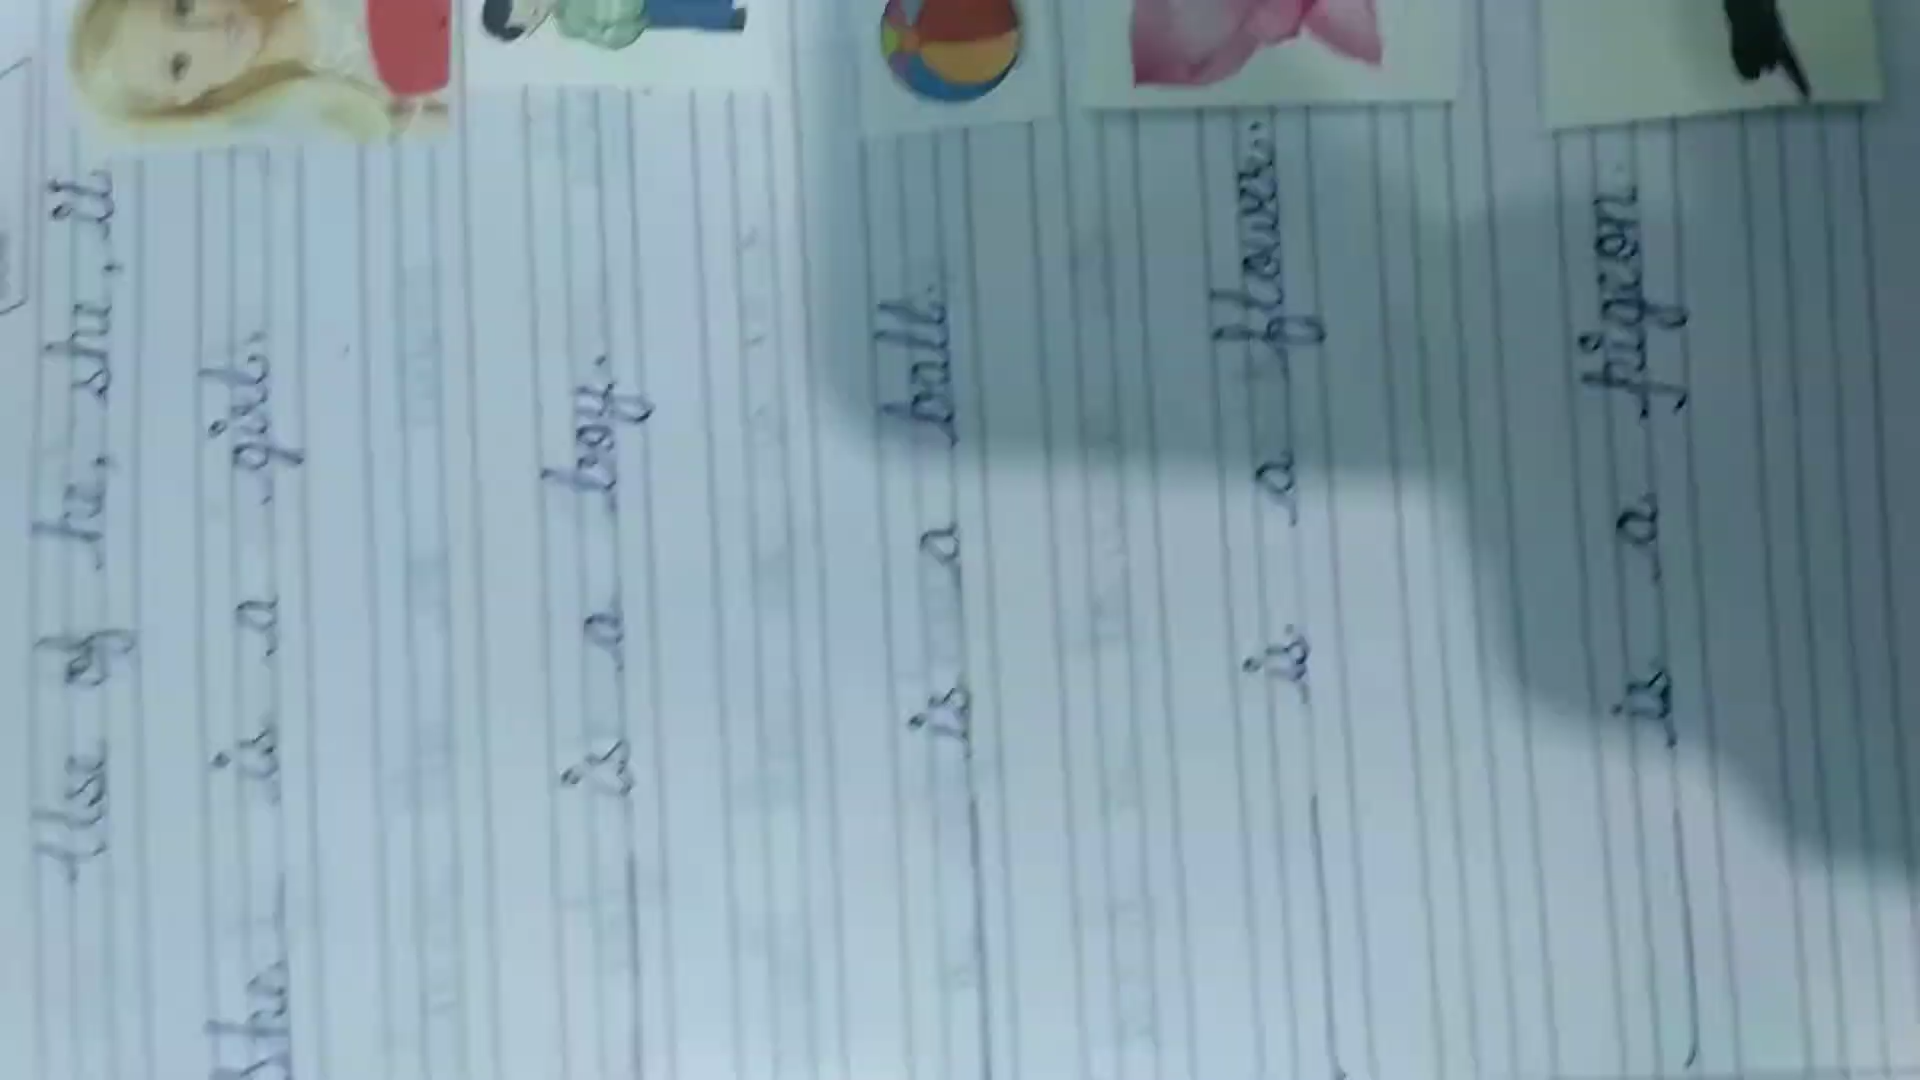 Use of he, she, it
She is a girl.
is a boy.
is a ball.
is a flower.
is a pigeon.